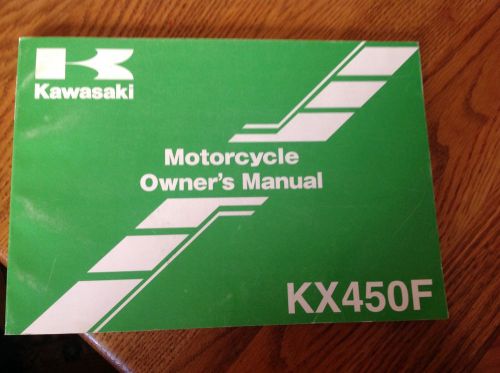 Kawasaki
Motorcycle
Owner's Manual
KX450F